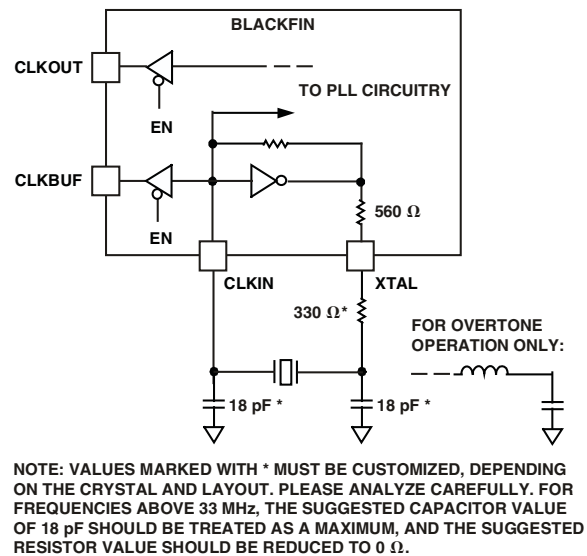 BLACKFIN
CLKOUT
TO PLL CIRCUITRY
EN
CLKBUF
560 Ω
EN
CLKIN
XTAL
330 Ω*
FOR OVERTONE
OPERATION ONLY:
18 pF *
18 pF *
NOTE: VALUES MARKED WITH * MUST BE CUSTOMIZED, DEPENDING
ON THE CRYSTAL AND LAYOUT. PLEASE ANALYZE CAREFULLY. FOR
FREQUENCIES ABOVE 33 MHz, THE SUGGESTED CAPACITOR VALUE
OF 18 pF SHOULD BE TREATED AS A MAXIMUM, AND THE SUGGESTED
RESISTOR VALUE SHOULD BE REDUCED TO 0 Ω.